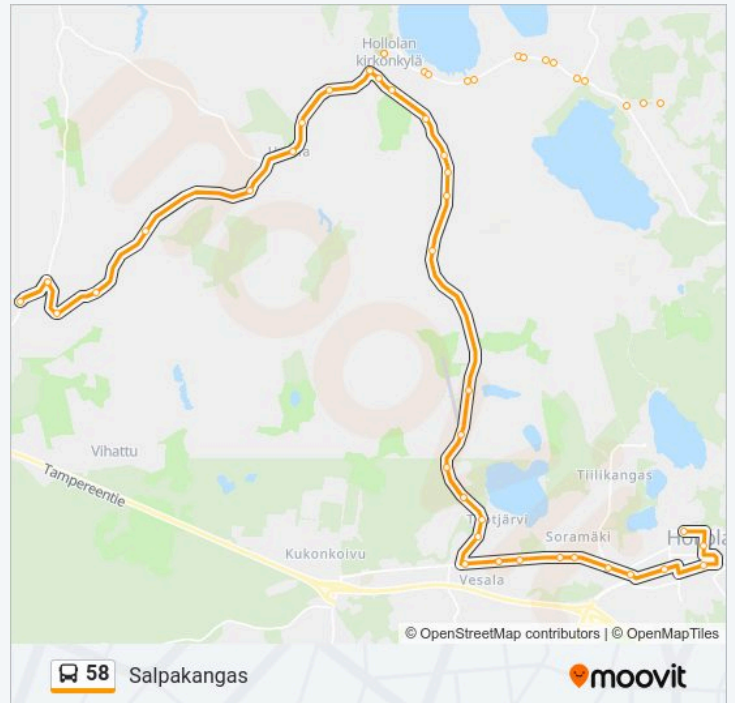 Hollolan
kirkonkylä
Vihattu
Tampereentie
Tiilikangas
Soramäki
Kukonkoivu
Vesala
© OpenStreetMap contributors | © OpenMapTiles
58 Salpakangas
moovit